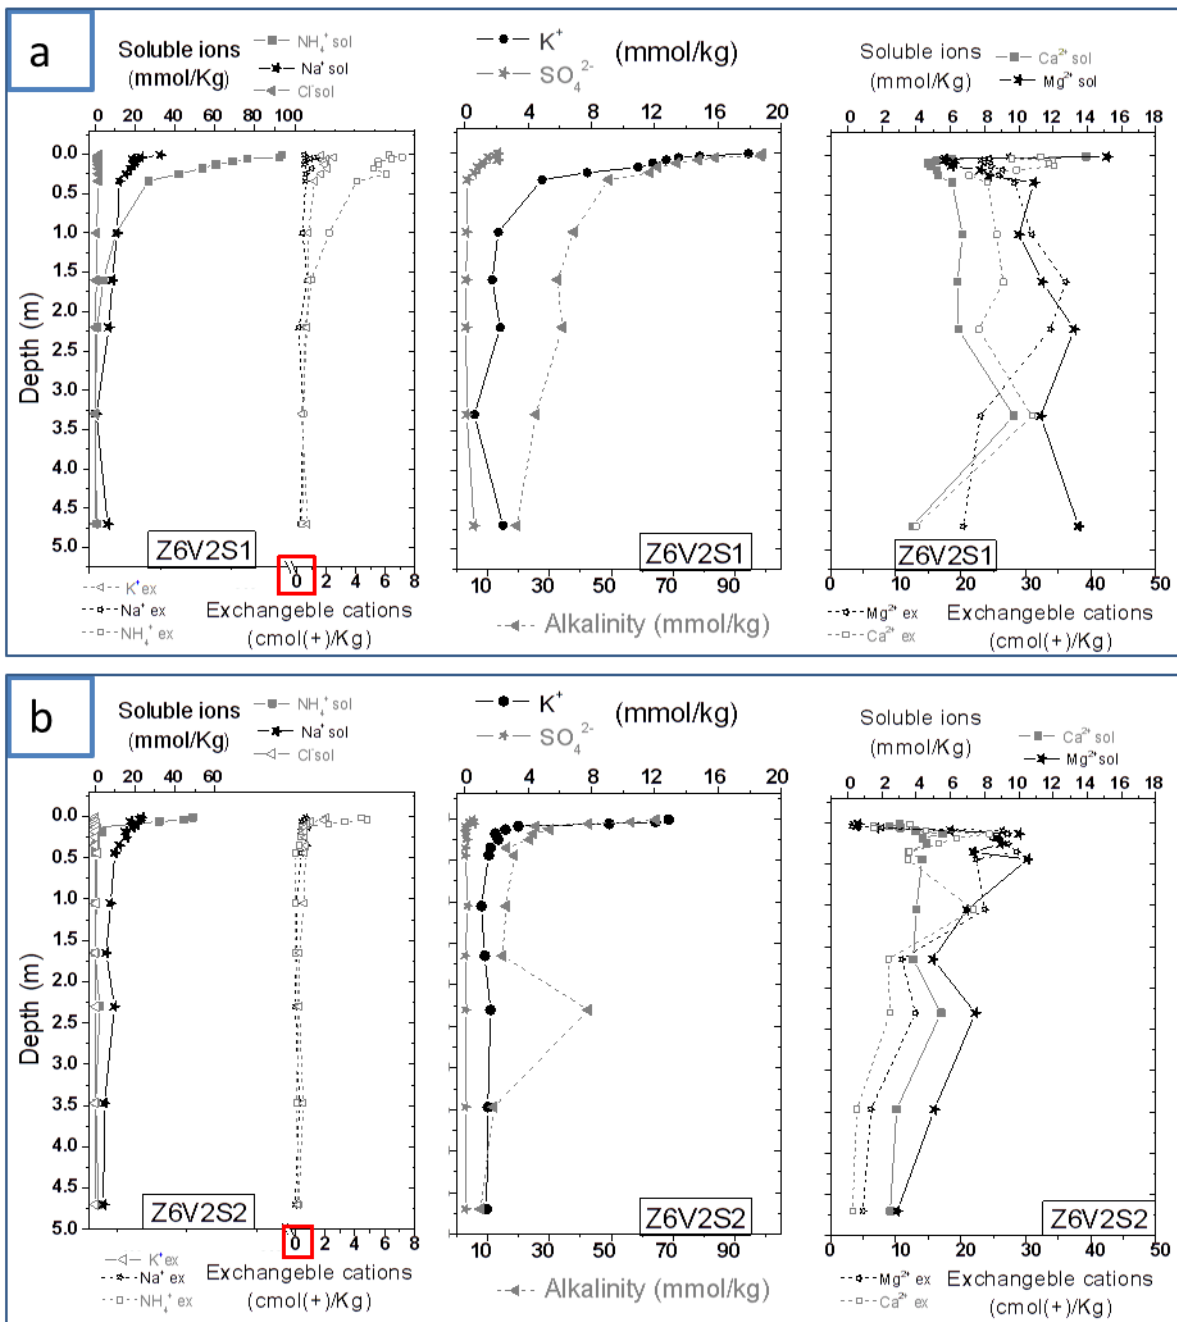 a
Soluble ions
(mmol/Kg)
NH₄⁺ sol
Na⁺ sol
Cl⁻sol
0 20 40 60 80 100
K⁺
SO₄²⁻
(mmol/kg)
0 4 8 12 16 20
Soluble ions
(mmol/Kg)
Ca²⁺ sol
Mg²⁺ sol
0 2 4 6 8 10 12 14 16 18
Depth (m)
0.0
0.5
1.0
1.5
2.0
2.5
3.0
3.5
4.0
4.5
5.0
Z6V2S1
Z6V2S1
Z6V2S1
0 2 4 6 8
10 30 50 70 90
0 10 20 30 40 50
K⁺ ex
Na⁺ ex
NH₄⁺ ex
Exchangeble cations
(cmol(+)/Kg)
Alkalinity (mmol/kg)
Mg²⁺ ex
Ca²⁺ ex
Exchangeble cations
(cmol(+)/Kg)
b
Soluble ions
(mmol/Kg)
NH₄⁺ sol
Na⁺ sol
Cl⁻sol
0 20 40 60
K⁺
SO₄²⁻
(mmol/kg)
0 4 8 12 16 20
Soluble ions
(mmol/Kg)
Ca²⁺ sol
Mg²⁺ sol
0 2 4 6 8 10 12 14 16 18
Depth (m)
0.0
0.5
1.0
1.5
2.0
2.5
3.0
3.5
4.0
4.5
5.0
Z6V2S2
Z6V2S2
Z6V2S2
0 2 4 6 8
10 30 50 70 90
0 10 20 30 40 50
K⁺ ex
Na⁺ ex
NH₄⁺ ex
Exchangeble cations
(cmol(+)/Kg)
Alkalinity (mmol/kg)
Mg²⁺ ex
Ca²⁺ ex
Exchangeble cations
(cmol(+)/Kg)